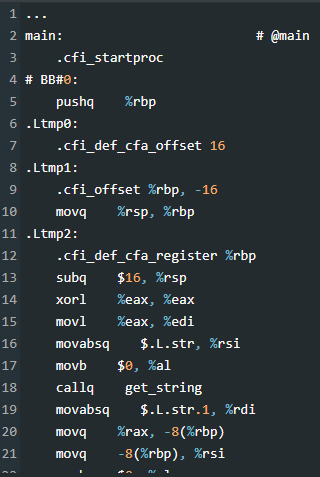 1 ...
2 main: # @main
3 .cfi_startproc
4 # BB#0:
5 pushq %rbp
6 .Ltmp0:
7 .cfi_def_cfa_offset 16
8 .Ltmp1:
9 .cfi_offset %rbp, -16
10 movq %rsp, %rbp
11 .Ltmp2:
12 .cfi_def_cfa_register %rbp
13 subq $16, %rsp
14 xorl %eax, %eax
15 movl %eax, %edi
16 movabsq $.L.str, %rsi
17 movb $0, %al
18 callq get_string
19 movabsq $.L.str.1, %rdi
20 movq %rax, -8(%rbp)
21 movq -8(%rbp), %rsi